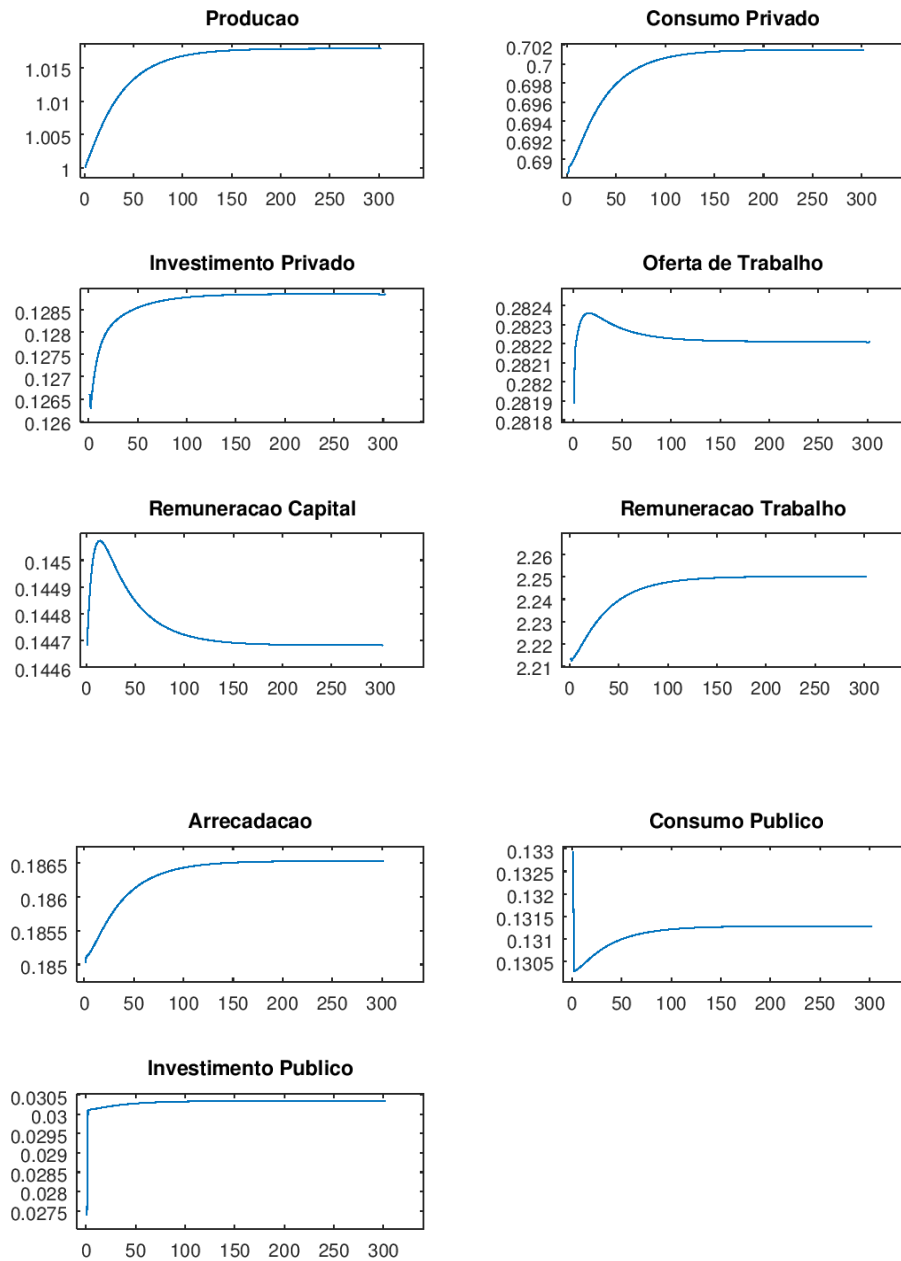 Producao
1.015
1.01
1.005
1
0 50 100 150 200 250 300
Consumo Privado
0.702
0.7
0.698
0.696
0.694
0.692
0.69
0 50 100 150 200 250 300
Investimento Privado
0.1285
0.128
0.1275
0.127
0.1265
0.126
0 50 100 150 200 250 300
Oferta de Trabalho
0.2824
0.2823
0.2822
0.2821
0.282
0.2819
0.2818
0 50 100 150 200 250 300
Remuneracao Capital
0.145
0.1449
0.1448
0.1447
0.1446
0 50 100 150 200 250 300
Remuneracao Trabalho
2.26
2.25
2.24
2.23
2.22
2.21
0 50 100 150 200 250 300
Arrecadacao
0.1865
0.186
0.1855
0.185
0 50 100 150 200 250 300
Consumo Publico
0.133
0.1325
0.132
0.1315
0.131
0.1305
0 50 100 150 200 250 300
Investimento Publico
0.0305
0.03
0.0295
0.029
0.0285
0.028
0.0275
0 50 100 150 200 250 300